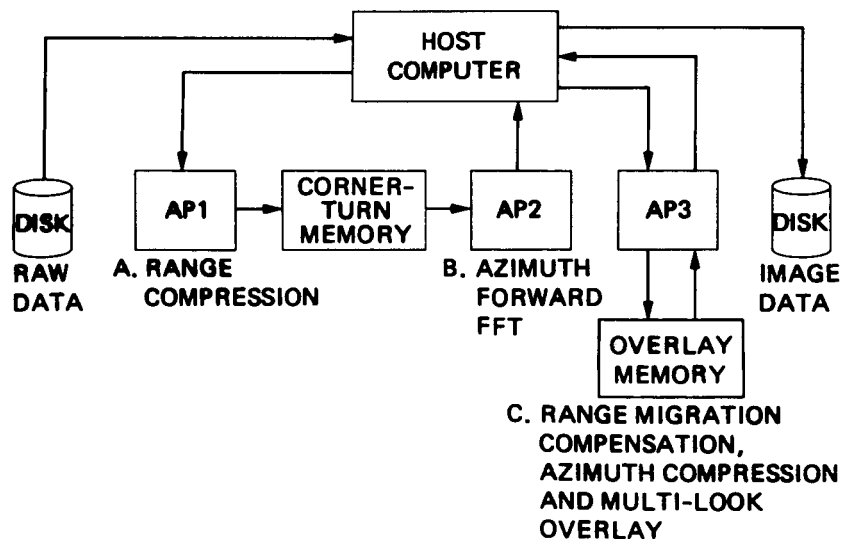 HOST
COMPUTER
DISK
RAW
DATA
AP1
A. RANGE
COMPRESSION
CORNER-
TURN
MEMORY
AP2
B. AZIMUTH
FORWARD
FFT
AP3
DISK
IMAGE
DATA
OVERLAY
MEMORY
C. RANGE MIGRATION
COMPENSATION,
AZIMUTH COMPRESSION
AND MULTI-LOOK
OVERLAY